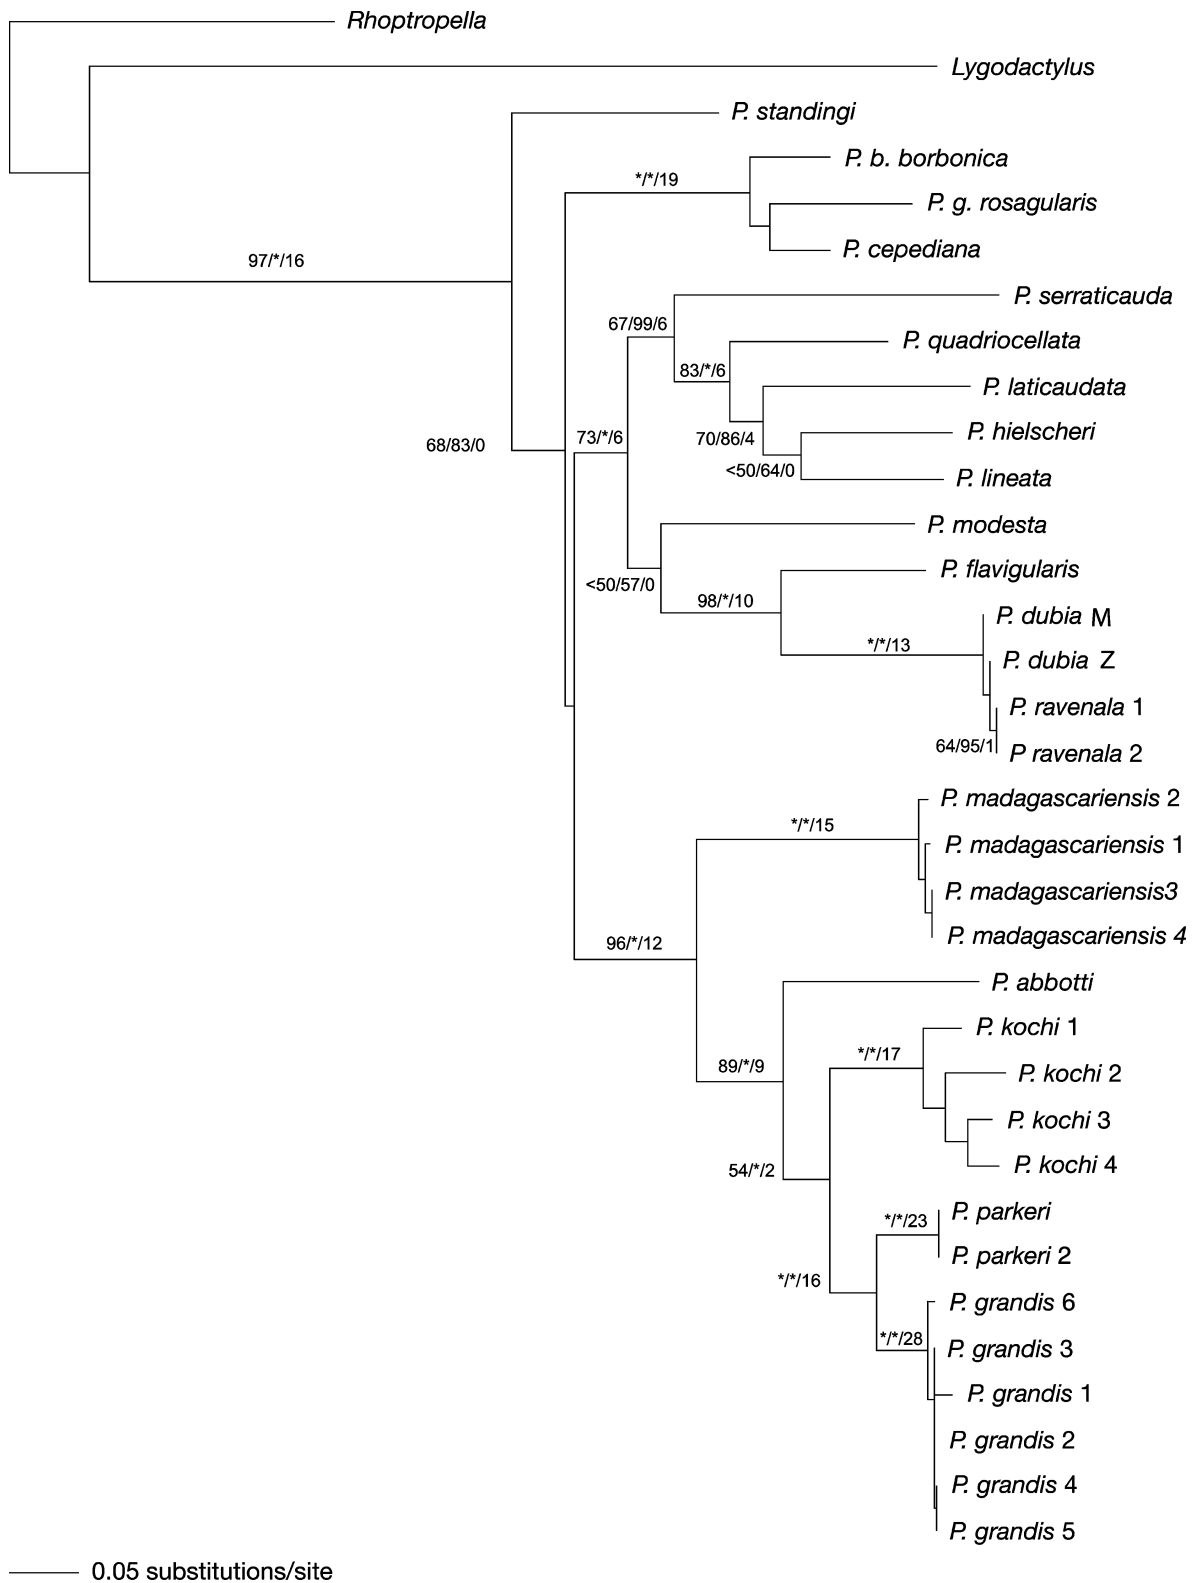 Rhoptropella
Lygodactylus
P. standingi
P. b. borbonica
*/*/19
P. g. rosagularis
P. cepediana
97/*/16
P. serraticauda
67/99/6
P. quadriocellata
83/*/6
P. laticaudata
P. hielscheri
73/*/6
70/86/4
68/83/0
<50/64/0
P. lineata
P. modesta
P. flavigularis
<50/57/0
98/*/10
P. dubia M
*/*/13
P. dubia Z
P. ravenala 1
64/95/1
P ravenala 2
P. madagascariensis 2
*/*/15
P. madagascariensis 1
P. madagascariensis3
P. madagascariensis 4
96/*/12
P. abbotti
P. kochi 1
*/*/17
89/*/9
P. kochi 2
P. kochi 3
P. kochi 4
54/*/2
P. parkeri
*/*/23
P. parkeri 2
*/*/16
P. grandis 6
*/*/28
P. grandis 3
P. grandis 1
P. grandis 2
P. grandis 4
P. grandis 5
0.05 substitutions/site